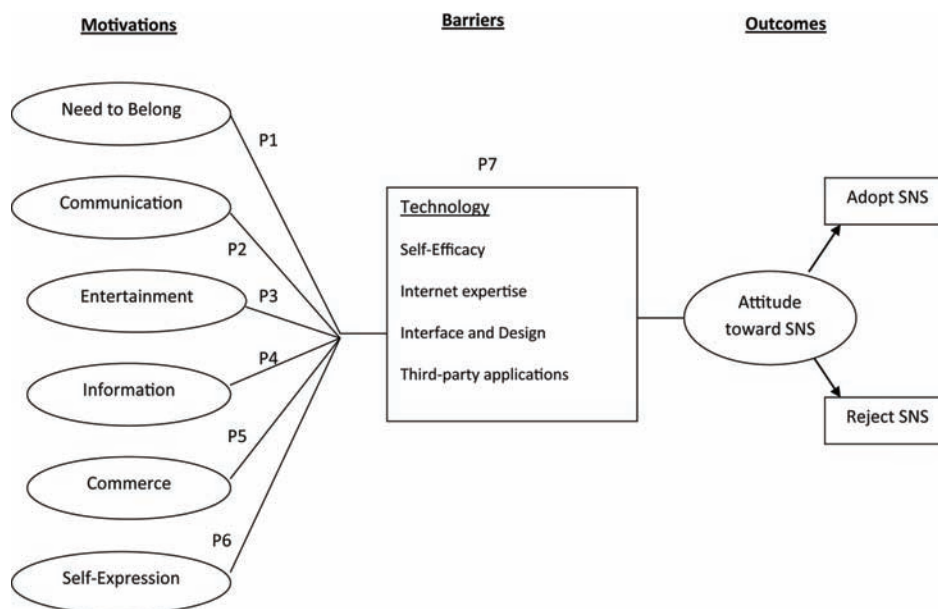 Motivations
Barriers
Outcomes
Need to Belong
P1
Communication
P2
Entertainment
P3
Information
P4
Commerce
P5
Self-Expression
P6
P7
Technology
Self-Efficacy
Internet expertise
Interface and Design
Third-party applications
Attitude
toward SNS
Adopt SNS
Reject SNS